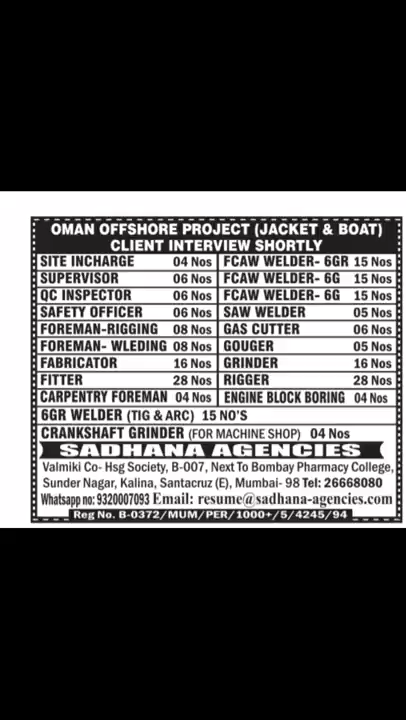 OMAN OFFSHORE PROJECT (JACKET & BOAT)
CLIENT INTERVIEW SHORTLY
SITE INCHARGE 04 Nos
SUPERVISOR 06 Nos
QC INSPECTOR 06 Nos
SAFETY OFFICER 06 Nos
FOREMAN-RIGGING 08 Nos
FOREMAN- WLEDING 08 Nos
FABRICATOR 16 Nos
FITTER 28 Nos
CARPENTRY FOREMAN 04 Nos
FCAW WELDER- 6GR 15 Nos
FCAW WELDER- 6G 15 Nos
FCAW WELDER- 6G 15 Nos
SAW WELDER 05 Nos
GAS CUTTER 06 Nos
GOUGER 05 Nos
GRINDER 16 Nos
RIGGER 28 Nos
ENGINE BLOCK BORING 04 Nos
6GR WELDER (TIG & ARC) 15 NO'S
CRANKSHAFT GRINDER (FOR MACHINE SHOP) 04 Nos
SADHANA AGENCIES
Valmiki Co- Hsg Society, B-007, Next To Bombay Pharmacy College,
Sunder Nagar, Kalina, Santacruz (E), Mumbai- 98 Tel: 26668080
Whatsapp no: 9320007093 Email: resume@sadhana-agencies.com
Reg No. B-0372/MUM/PER/1000+/5/4245/94